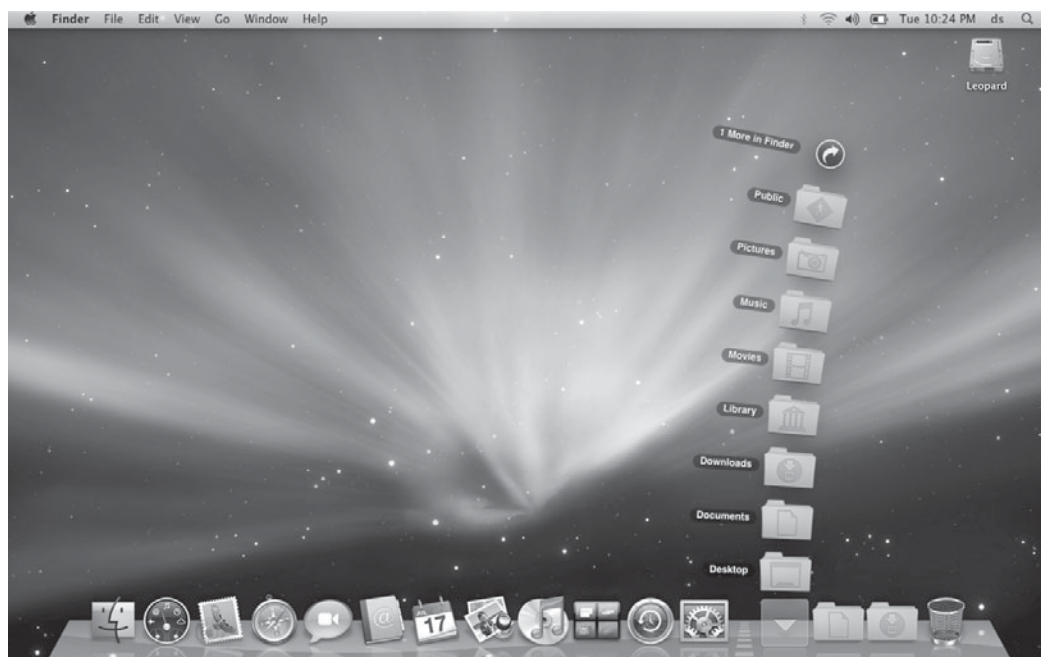 Finder File Edit View Go Window Help Tue 10:24 PM ds
Leopard
1 More in Finder
Public
Pictures
Music
Movies
Library
Downloads
Documents
Desktop
17